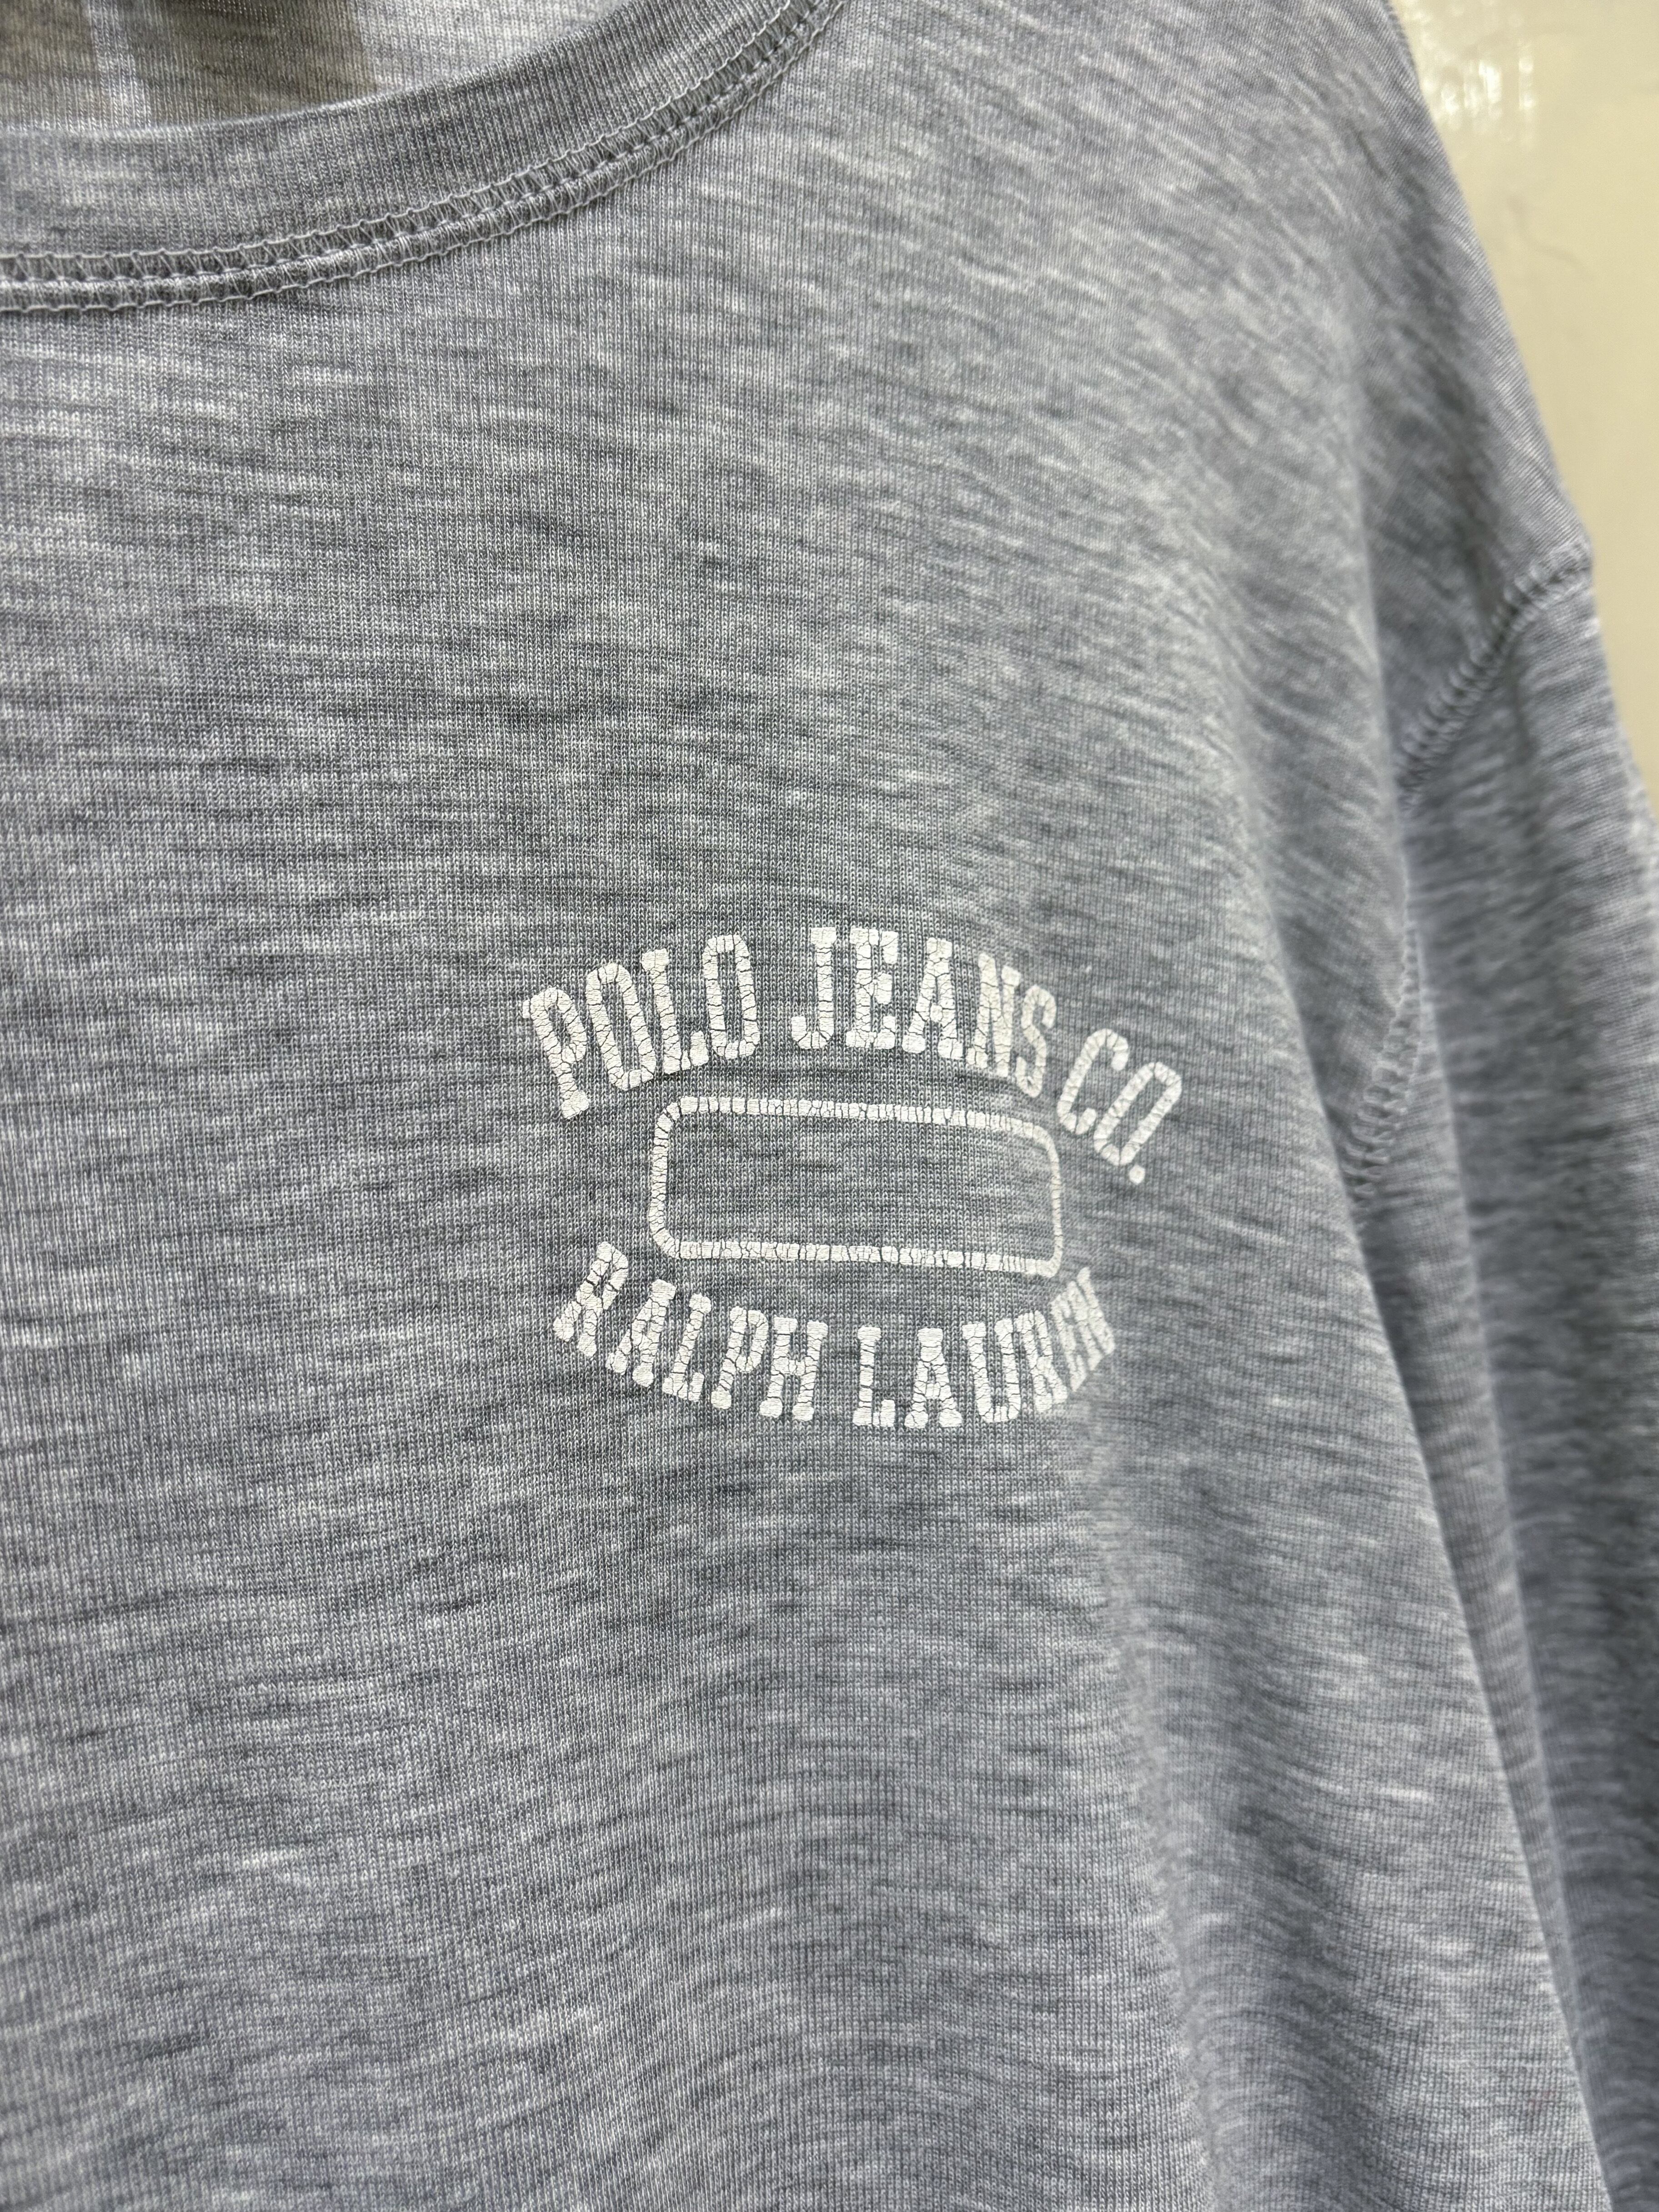 POLO JEANS CO.
RALPH LAUREN